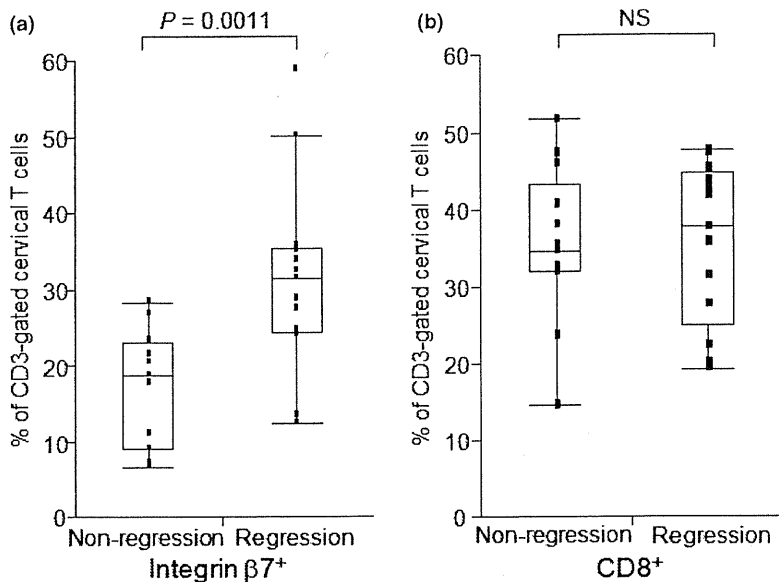 (a)
P = 0.0011
% of CD3-gated cervical T cells
60
50
40
30
20
10
0
Non-regression Regression
Integrin β7⁺
(b)
NS
% of CD3-gated cervical T cells
60
50
40
30
20
10
0
Non-regression Regression
CD8⁺